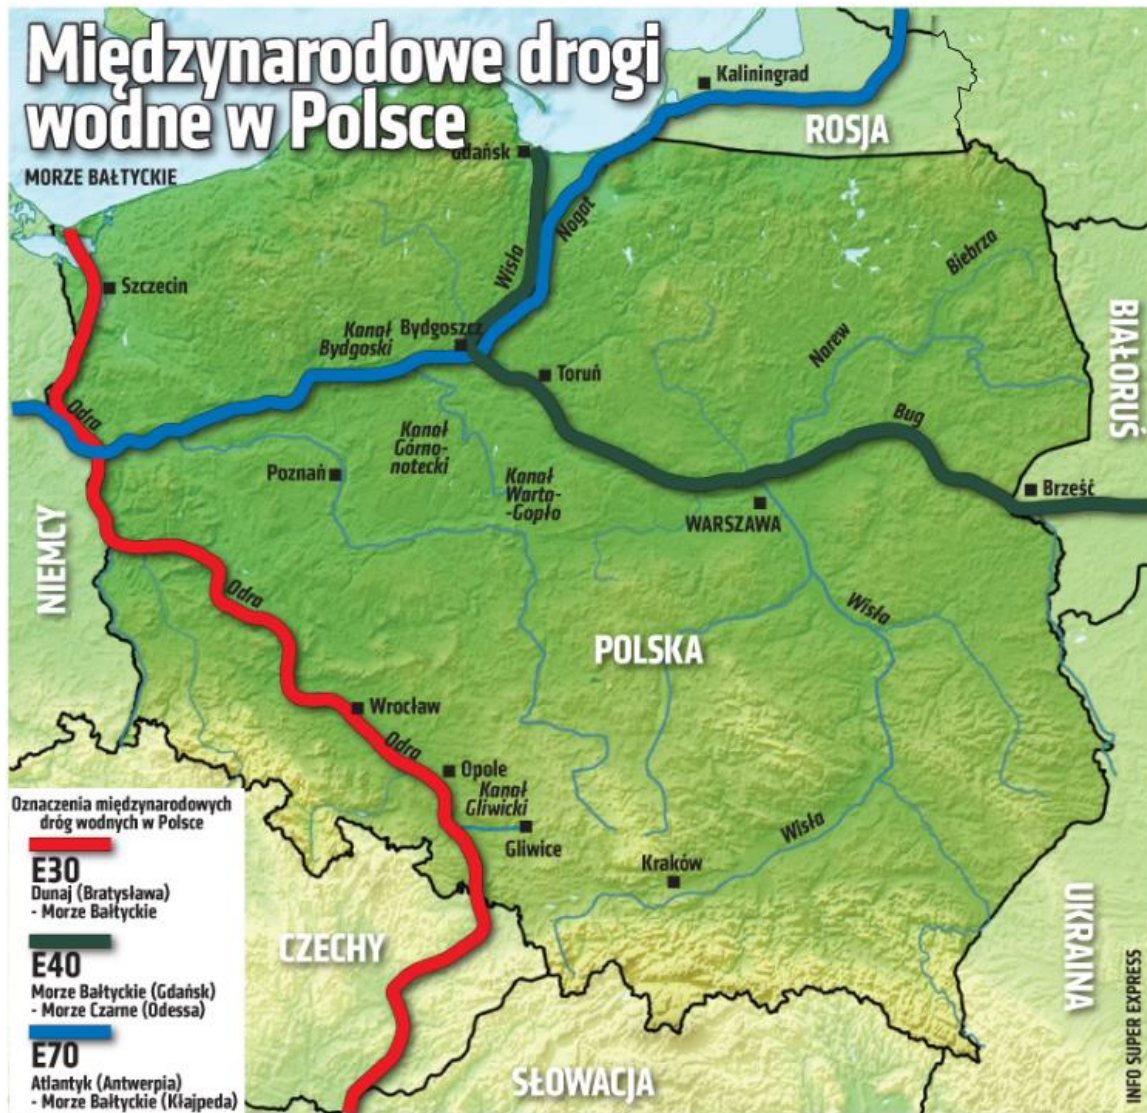 Międzynarodowe drogi
wodne w Polsce
MORZE BAŁTYCKIE
Gdańsk
Kaliningrad
ROSJA
Szczecin
Wisła
Nogat
Biebrza
Kanał
Bydgoski
Bydgoszcz
Toruń
Narew
BIAŁORUŚ
Odra
Bug
Kanał
Górno-
notecki
Poznań
Kanał
Warta-
-Gopło
WARSZAWA
Brześć
NIEMCY
Odra
Wisła
POLSKA
Wrocław
Odra
Opole
Kanał
Gliwicki
Gliwice
Wisła
Kraków
CZECHY
UKRAINA
SŁOWACJA
Oznaczenia międzynarodowych
dróg wodnych w Polsce
E30
Dunaj (Bratysława)
- Morze Bałtyckie
E40
Morze Bałtyckie (Gdańsk)
- Morze Czarne (Odessa)
E70
Atlantyk (Antwerpia)
- Morze Bałtyckie (Kłajpeda)
INFO SUPER EXPRESS